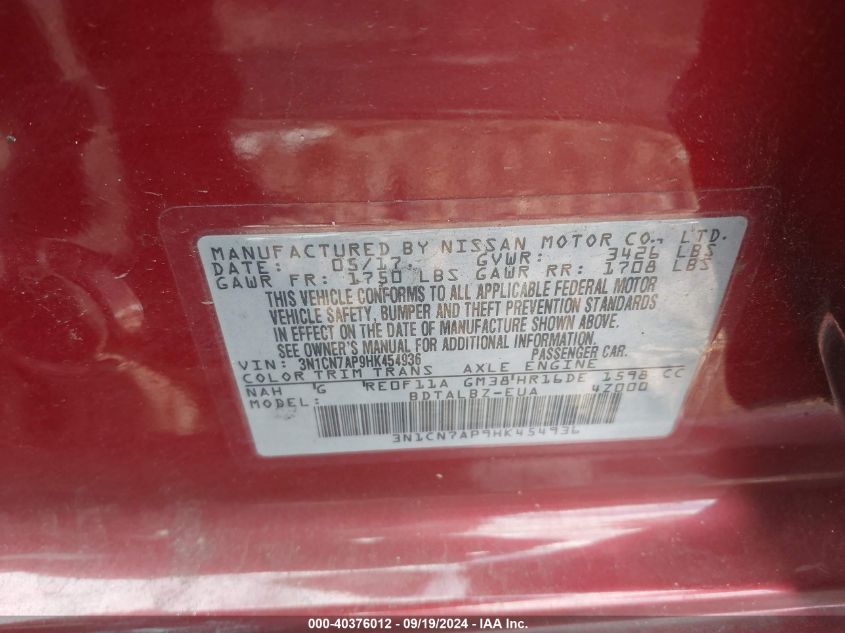 MANUFACTURED BY NISSAN MOTOR CO., LTD.
DATE: 05/17 GVWR: 3426 LBS
GAWR FR: 1750 LBS GAWR RR: 1708 LBS
THIS VEHICLE CONFORMS TO ALL APPLICABLE FEDERAL MOTOR
VEHICLE SAFETY, BUMPER AND THEFT PREVENTION STANDARDS
IN EFFECT ON THE DATE OF MANUFACTURE SHOWN ABOVE.
SEE OWNER'S MANUAL FOR ADDITIONAL INFORMATION.
VIN: 3N1CN7AP9HK454936 PASSENGER CAR.
COLOR TRIM TRANS AXLE ENGINE
NAH G RE0F11A GM38 HR16DE 1598 CC
MODEL: BDTALBZ-EUA 47000
3N1CN7AP9HK454936
000-40376012 - 09/19/2024 - IAA, Inc.